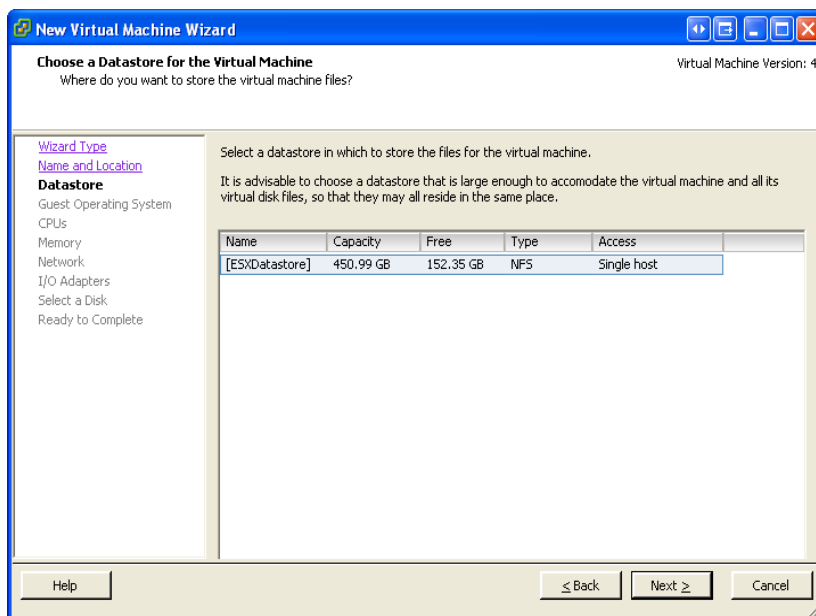 New Virtual Machine Wizard
Choose a Datastore for the Virtual Machine
Where do you want to store the virtual machine files?
Virtual Machine Version: 4
Wizard Type
Name and Location
Datastore
Guest Operating System
CPUs
Memory
Network
I/O Adapters
Select a Disk
Ready to Complete
Select a datastore in which to store the files for the virtual machine.
It is advisable to choose a datastore that is large enough to accomodate the virtual machine and all its
virtual disk files, so that they may all reside in the same place.
Name Capacity Free Type Access
[ESXDatastore] 450.99 GB 152.35 GB NFS Single host
Help
< Back
Next >
Cancel